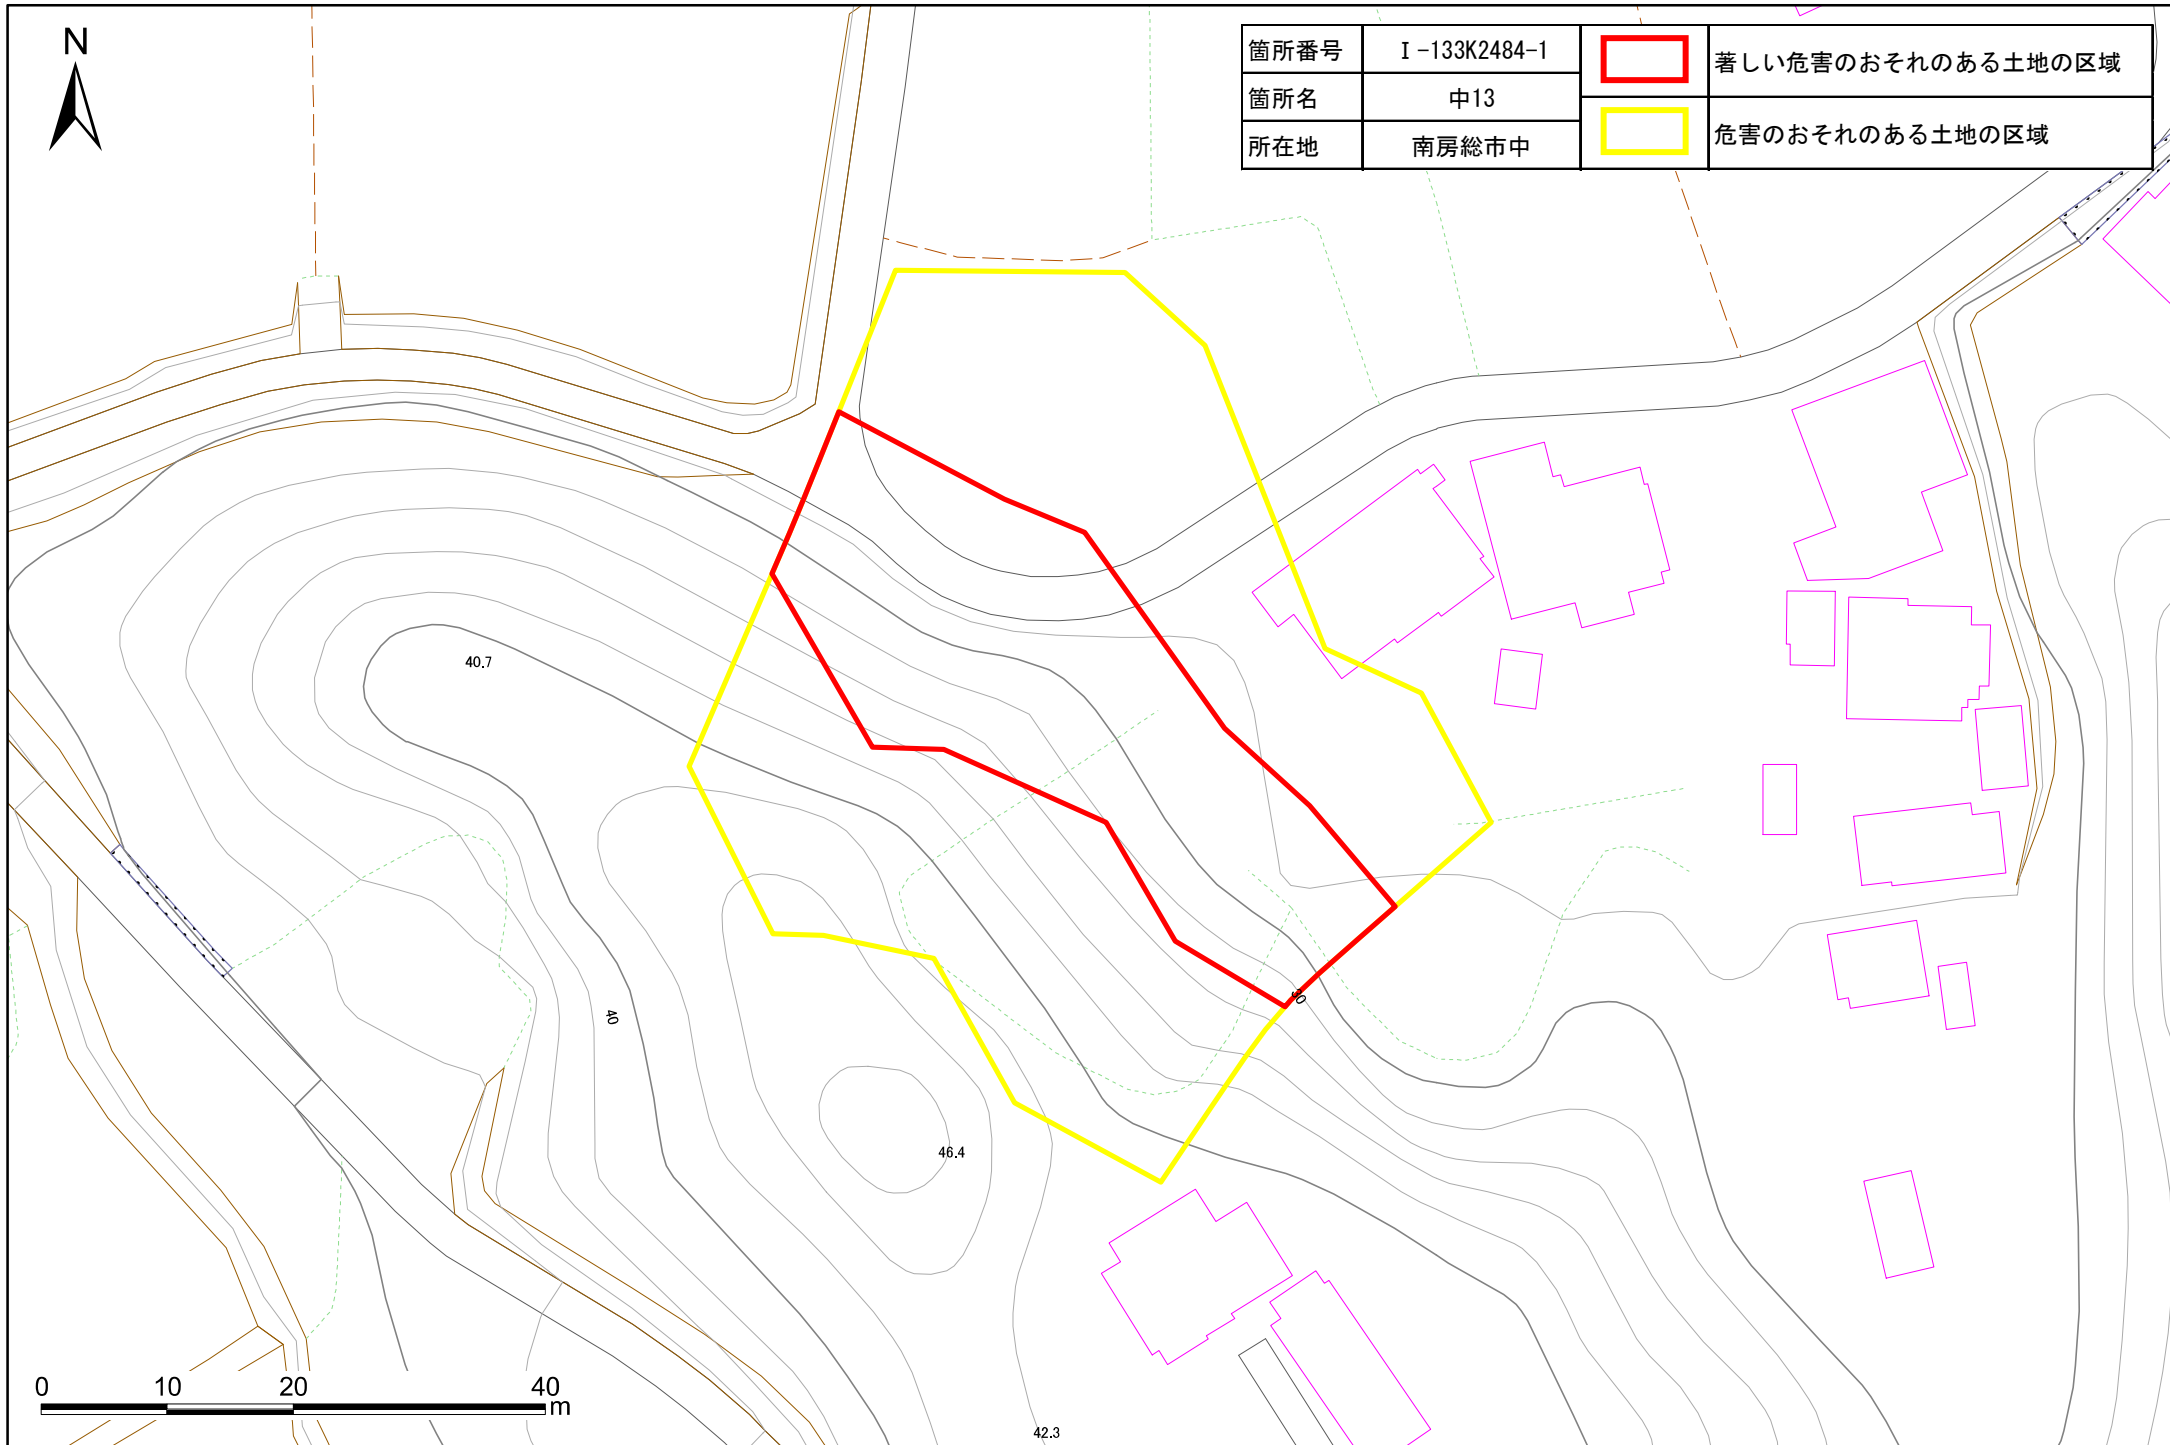 N
箇所番号 Ⅰ-133K2484-1 著しい危害のおそれのある土地の区域
箇所名 中13
危害のおそれのある土地の区域
所在地 南房総市中
40.7
30
40
46.4
42.3
0 10 20 40
m